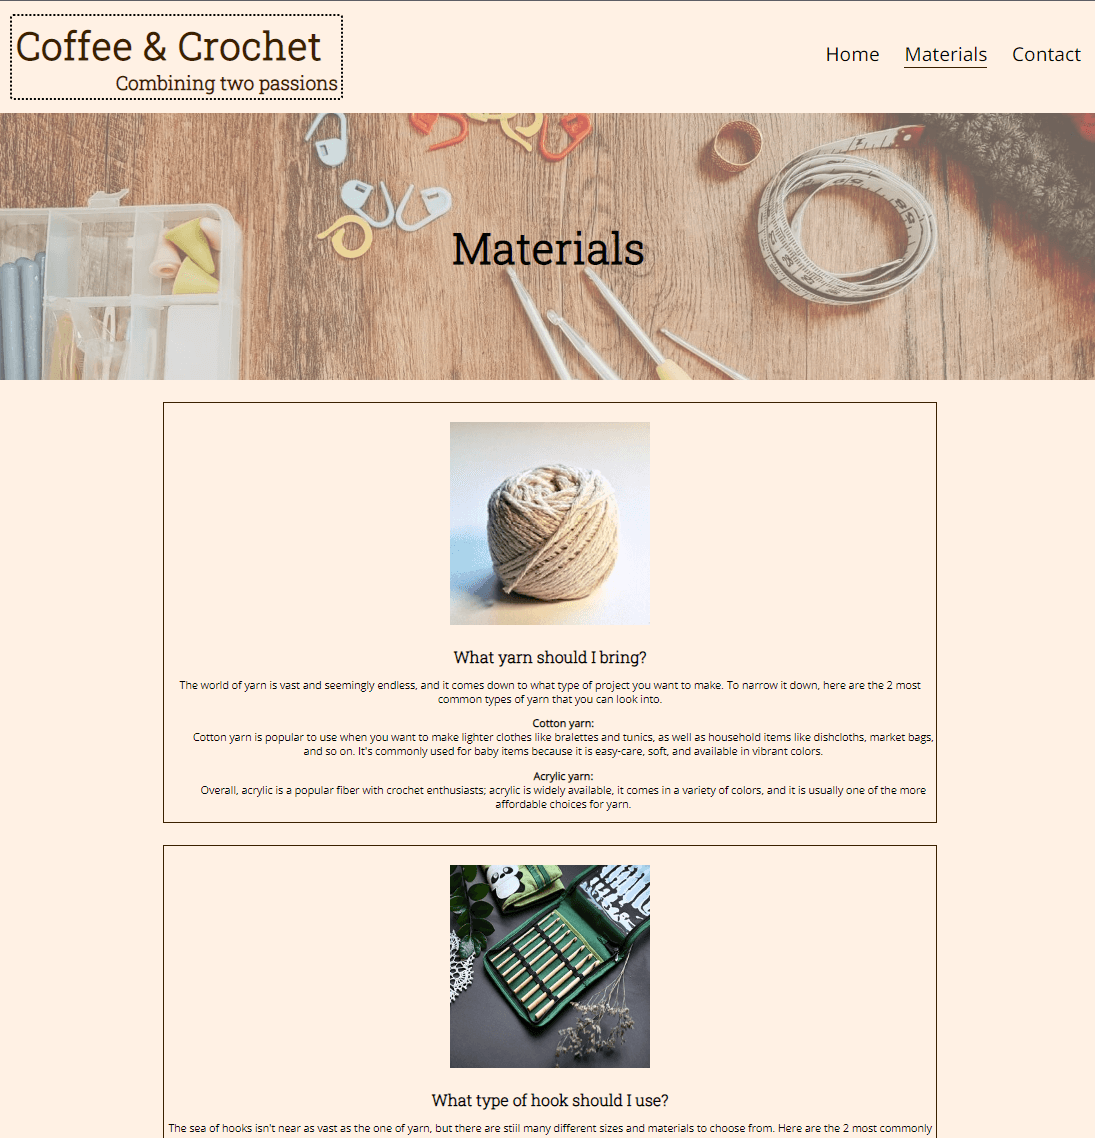 Coffee & Crochet
Combining two passions
Home Materials Contact
Materials
What yarn should I bring?
The world of yarn is vast and seemingly endless, and it comes down to what type of project you want to make. To narrow it down, here are the 2 most
common types of yarn that you can look into.
Cotton yarn:
Cotton yarn is popular to use when you want to make lighter clothes like bralettes and tunics, as well as household items like dishcloths, market bags,
and so on. It's commonly used for baby items because it is easy-care, soft, and available in vibrant colors.
Acrylic yarn:
Overall, acrylic is a popular fiber with crochet enthusiasts; acrylic is widely available, it comes in a variety of colors, and it is usually one of the more
affordable choices for yarn.
What type of hook should I use?
The sea of hooks isn't near as vast as the one of yarn, but there are still many different sizes and materials to choose from. Here are the 2 most commonly